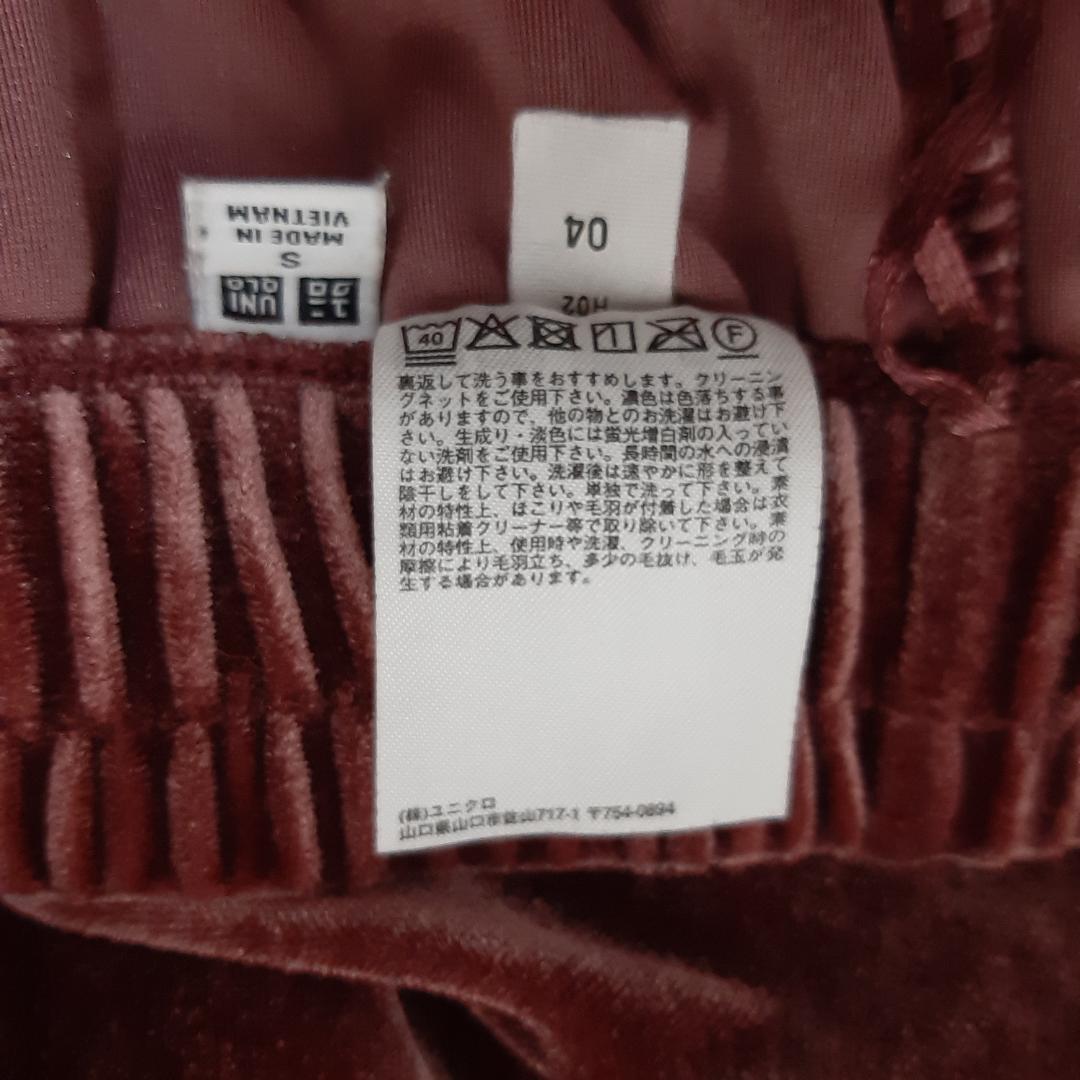 UNI
QLO
ユニ
クロ
S
MADE IN
VIETNAM
04
H02
40
F
裏返して洗う事をおすすめします。クリーニン
グネットをご使用下さい。濃色は色落ちする事
がありますので、他の物とのお洗濯はお避け下
さい。生成り・淡色には蛍光増白剤の入ってい
ない洗剤をご使用下さい。長時間の水への浸漬
はお避け下さい。洗濯後は速やかに形を整えて
陰干しをして下さい。単独で洗って下さい。素
材の特性上、ほこりや毛羽が付着した場合は衣
類用粘着クリーナー等で取り除いて下さい。素
材の特性上、使用時や洗濯、クリーニング時の
摩擦により毛羽立ち、多少の毛抜け、毛玉が発
生する場合があります。
(株)ユニクロ
山口県山口市佐山717-1 〒754-0894